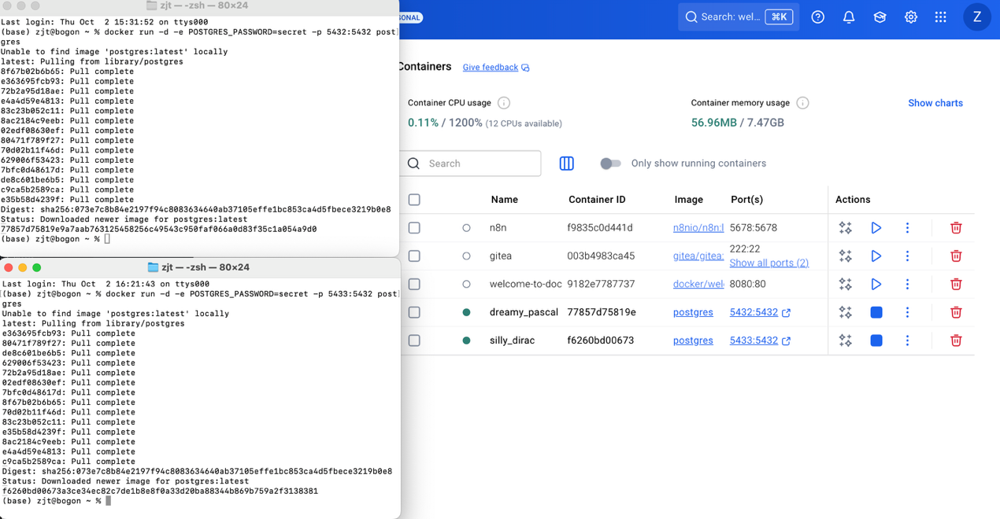 zjt — -zsh — 80×24
Last login: Thu Oct  2 15:31:52 on ttys000
(base) zjt@bogon ~ % docker run -d -e POSTGRES_PASSWORD=secret -p 5432:5432 post
gres
Unable to find image 'postgres:latest' locally
latest: Pulling from library/postgres
8f67b02b6b65: Pull complete
e363695fcb93: Pull complete
72b2a95d18ae: Pull complete
e4a4d59e4813: Pull complete
83c23b052c11: Pull complete
8ac2184c9eeb: Pull complete
02edf08630ef: Pull complete
80471f789f27: Pull complete
70d02b11f46d: Pull complete
629006f53423: Pull complete
7bfc0d48617d: Pull complete
de8c601be6b5: Pull complete
c9ca5b2589ca: Pull complete
e35b58d4239f: Pull complete
Digest: sha256:073e7c8b84e2197f94c8083634640ab37105effe1bc853ca4d5fbece3219b0e8
Status: Downloaded newer image for postgres:latest
77857d75819e9a7aab763125458256c49543c950faf066a0d83f35c1a054a9d0
(base) zjt@bogon ~ %
zjt — -zsh — 80×24
Last login: Thu Oct  2 16:21:43 on ttys000
(base) zjt@bogon ~ % docker run -d -e POSTGRES_PASSWORD=secret -p 5433:5432 post
gres
Unable to find image 'postgres:latest' locally
latest: Pulling from library/postgres
e363695fcb93: Pull complete
80471f789f27: Pull complete
de8c601be6b5: Pull complete
629006f53423: Pull complete
72b2a95d18ae: Pull complete
02edf08630ef: Pull complete
7bfc0d48617d: Pull complete
8f67b02b6b65: Pull complete
70d02b11f46d: Pull complete
83c23b052c11: Pull complete
e35b58d4239f: Pull complete
8ac2184c9eeb: Pull complete
e4a4d59e4813: Pull complete
c9ca5b2589ca: Pull complete
Digest: sha256:073e7c8b84e2197f94c8083634640ab37105effe1bc853ca4d5fbece3219b0e8
Status: Downloaded newer image for postgres:latest
f6260bd00673a3ce34ec82c7de1b8e8f0a33d20ba88344b869b759a2f3138381
(base) zjt@bogon ~ %
SONAL
Search: wel... ⌘K
Z
Containers Give feedback
Container CPU usage
0.11% / 1200% (12 CPUs available)
Container memory usage
56.96MB / 7.47GB
Show charts
Search
Only show running containers
Name Container ID Image Port(s) Actions
n8n f9835c0d441d n8nio/n8n:l 5678:5678
gitea 003b4983ca45 gitea/gitea: 222:22
Show all ports (2)
welcome-to-doc 9182e7787737 docker/wel 8080:80
dreamy_pascal 77857d75819e postgres 5432:5432
silly_dirac f6260bd00673 postgres 5433:5432